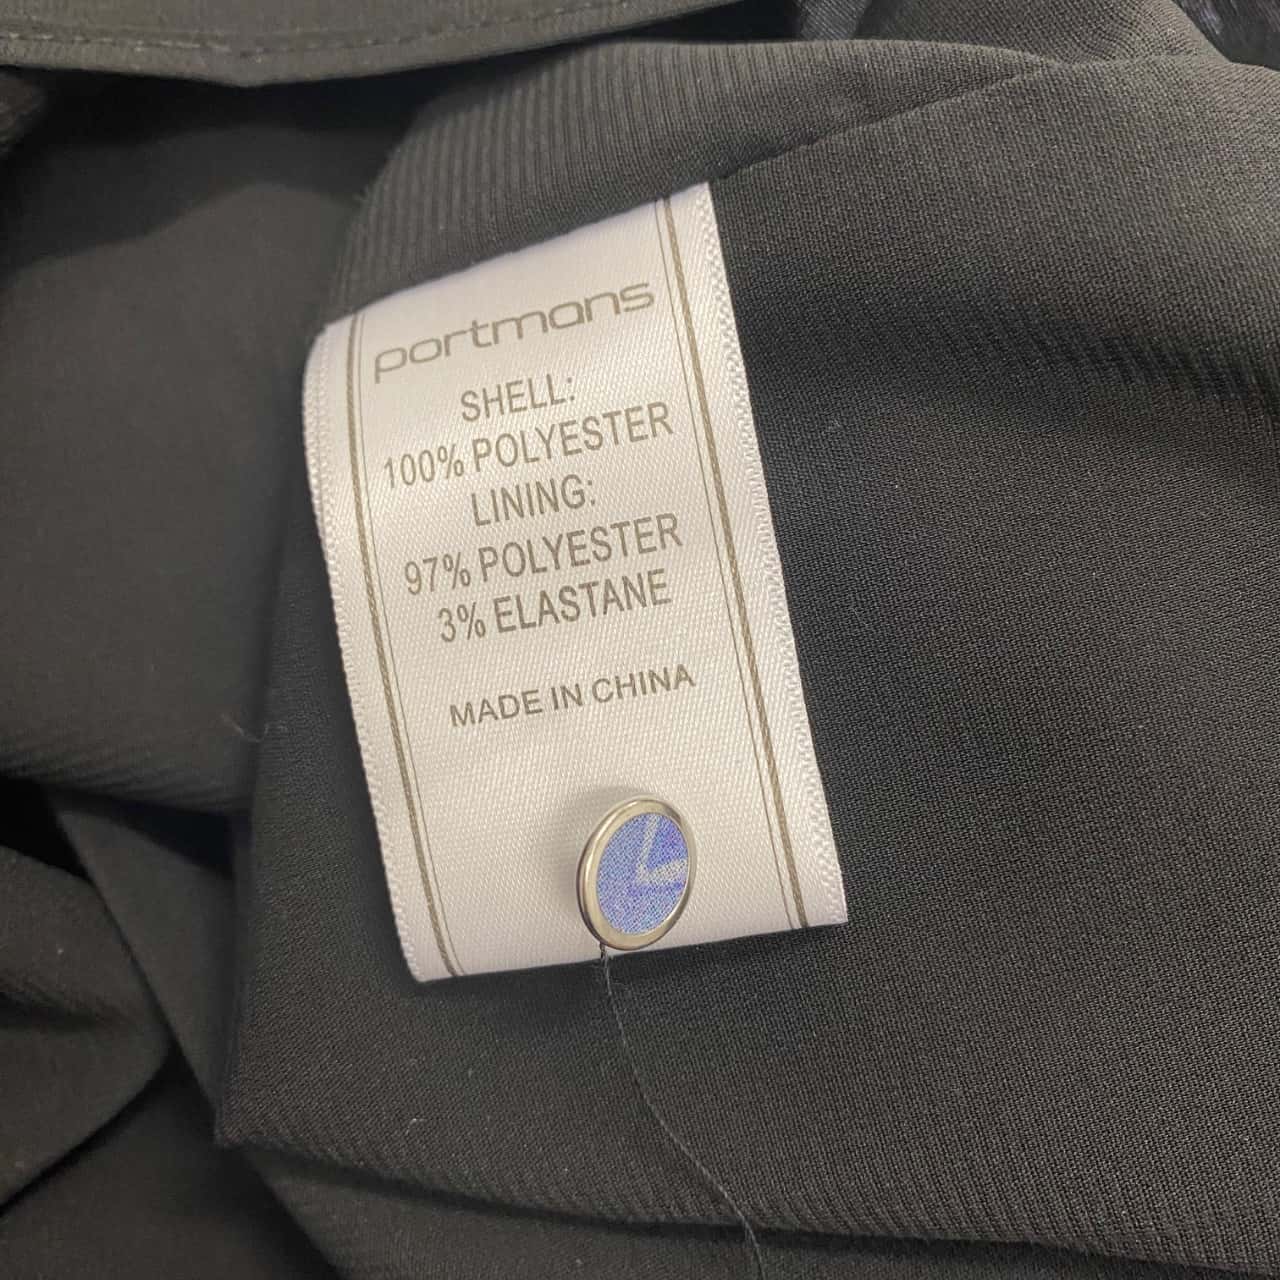 portmans
SHELL:
100% POLYESTER
LINING:
97% POLYESTER
3% ELASTANE
MADE IN CHINA